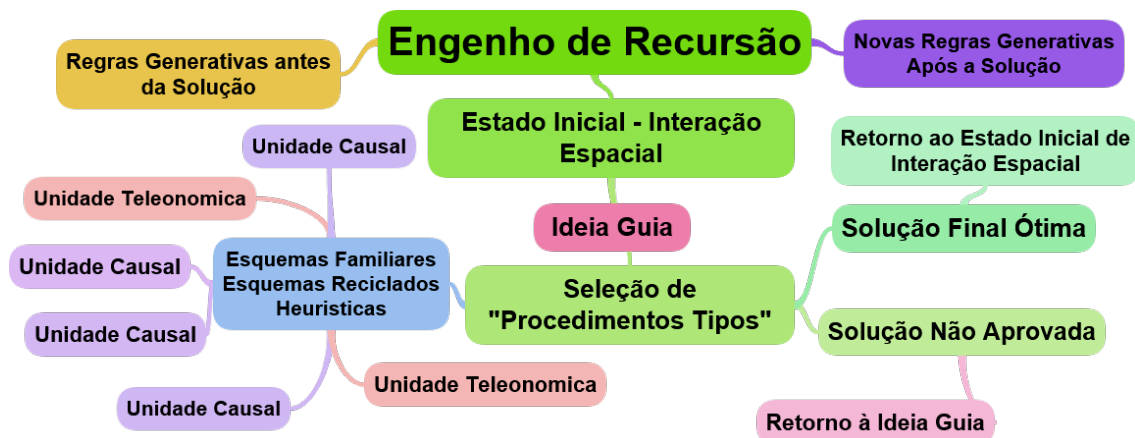 Engenho de Recursão
Regras Generativas antes
da Solução
Novas Regras Generativas
Após a Solução
Estado Inicial - Interação
Espacial
Unidade Causal
Retorno ao Estado Inicial de
Interação Espacial
Unidade Teleonomica
Ideia Guia
Solução Final Ótima
Unidade Causal
Esquemas Familiares
Esquemas Reciclados
Heuristicas
Seleção de
"Procedimentos Tipos"
Unidade Causal
Solução Não Aprovada
Unidade Teleonomica
Unidade Causal
Retorno à Ideia Guia